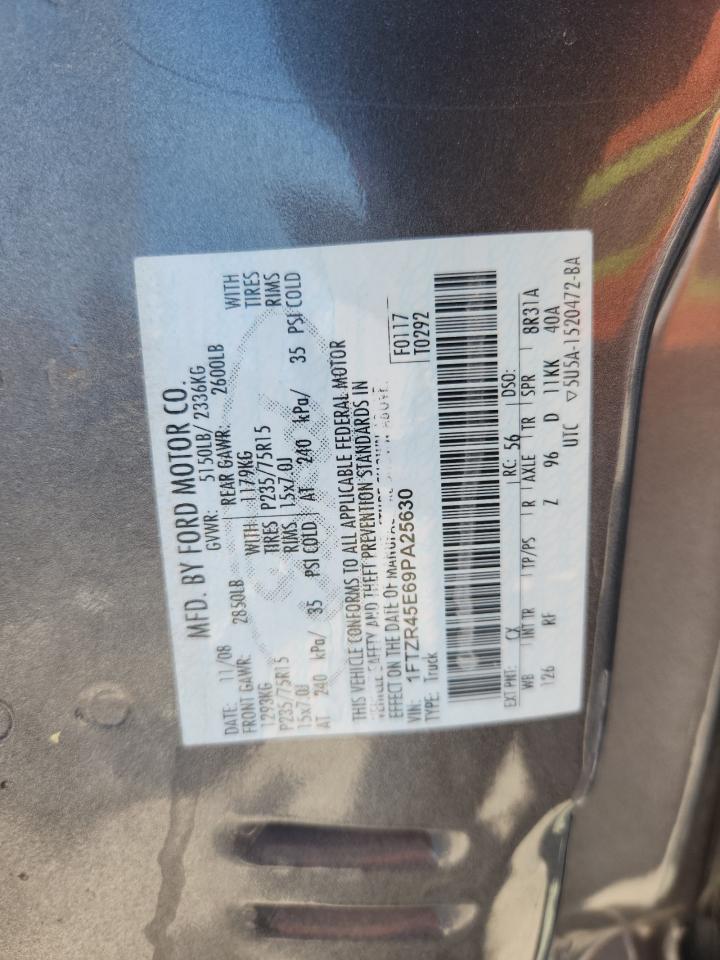 MFD. BY FORD MOTOR CO.
DATE: 11/08 GVWR: 5150LB/ 2336KG
FRONT GAWR: 2850LB REAR GAWR: 2600LB
1293KG WITH 1179KG WITH
P235/75R15 TIRES P235/75R15 TIRES
15x7.0J RIMS 15x7.0J RIMS
AT 240 kPa/ 35 PSI COLD AT 240 kPa/ 35 PSI COLD
THIS VEHICLE CONFORMS TO ALL APPLICABLE FEDERAL MOTOR
VEHICLE SAFETY AND THEFT PREVENTION STANDARDS IN
EFFECT ON THE DATE OF MANUFACTURE SHOWN ABOVE.
VIN: 1FTZR45E69PA25630 F0117
TYPE: Truck T0292
EXT PNT: CX RC: 56 DSO:
WB INT TR TP/PS R AXLE TR SPR 8R31A
126 RF Z 96 D 11KK 40A
UTC ▽5U5A-1520472-BA